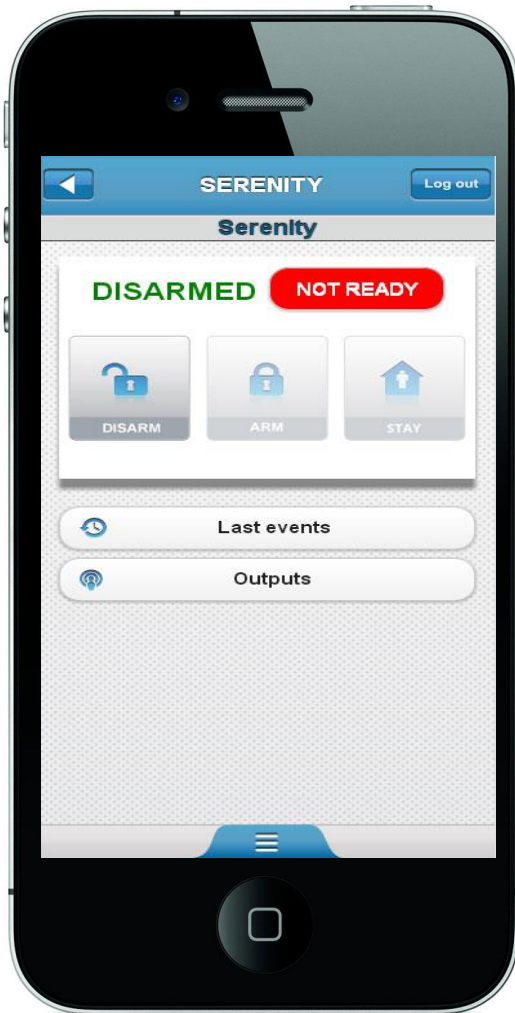 SERENITY
Log out
Serenity
DISARMED
NOT READY
DISARM
ARM
STAY
Last events
Outputs